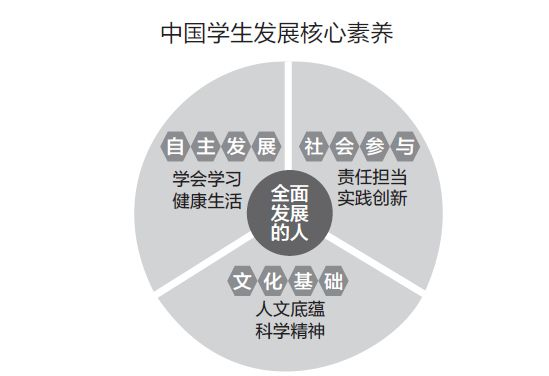 中国学生发展核心素养
自主发展
学会学习
健康生活
社会参与
责任担当
实践创新
全面
发展
的人
文化基础
人文底蕴
科学精神